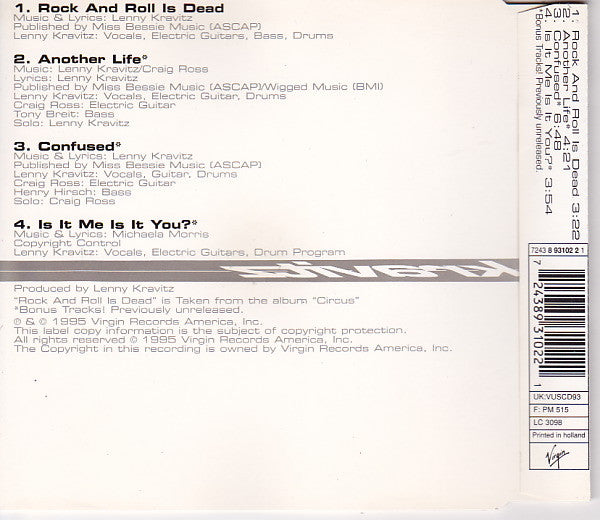 1. Rock And Roll Is Dead
Music & Lyrics: Lenny Kravitz
Published by Miss Bessie Music (ASCAP)
Lenny Kravitz: Vocals, Electric Guitars, Bass, Drums
2. Another Life*
Music: Lenny Kravitz/Craig Ross
Lyrics: Lenny Kravitz
Published by Miss Bessie Music (ASCAP)/Wigged Music (BMI)
Lenny Kravitz: Vocals, Electric Guitar, Drums
Craig Ross: Electric Guitar
Tony Breit: Bass
Solo: Lenny Kravitz
3. Confused*
Music & Lyrics: Lenny Kravitz
Published by Miss Bessie Music (ASCAP)
Lenny Kravitz: Vocals, Guitar, Drums
Craig Ross: Electric Guitar
Henry Hirsch: Bass
Solo: Craig Ross
4. Is It Me Is It You?*
Music & Lyrics: Michaela Morris
Copyright Control
Lenny Kravitz: Vocals, Electric Guitars, Drum Program
kravitz
Produced by Lenny Kravitz
"Rock And Roll Is Dead" is Taken from the album "Circus"
*Bonus Tracks! Previously unreleased.
℗ & © 1995 Virgin Records America, Inc.
This label copy information is the subject of copyright protection.
All rights reserved © 1995 Virgin Records America, Inc.
The Copyright in this recording is owned by Virgin Records America, Inc.
1: Rock And Roll Is Dead 3:22
2: Another Life* 4:21
3: Confused* 6:48
4: Is It Me Is It You?* 3:54
*Bonus Tracks! Previously unreleased.
7243 8 93102 2 1
7 24389 31022 1
UK:VUSCD93
F: PM 515
LC 3098
Printed in holland
Virgin